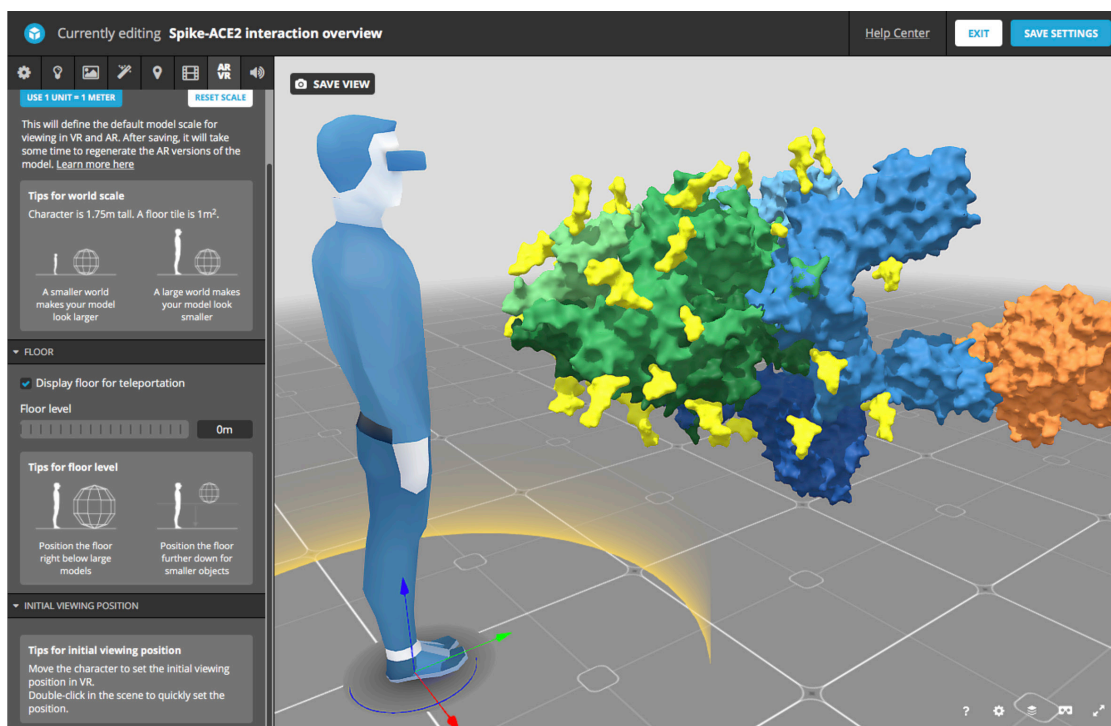 Currently editing Spike-ACE2 interaction overview
Help Center
EXIT
SAVE SETTINGS
AR
VR
USE 1 UNIT = 1 METER
RESET SCALE
SAVE VIEW
This will define the default model scale for
viewing in VR and AR. After saving, it will take
some time to regenerate the AR versions of the
model. Learn more here
Tips for world scale
Character is 1.75m tall. A floor tile is 1m².
A smaller world
makes your model
look larger
A large world makes
your model look
smaller
FLOOR
Display floor for teleportation
Floor level
0m
Tips for floor level
Position the floor
right below large
models
Position the floor
further down for
smaller objects
INITIAL VIEWING POSITION
Tips for initial viewing position
Move the character to set the initial viewing
position in VR.
Double-click in the scene to quickly set the
position.
?